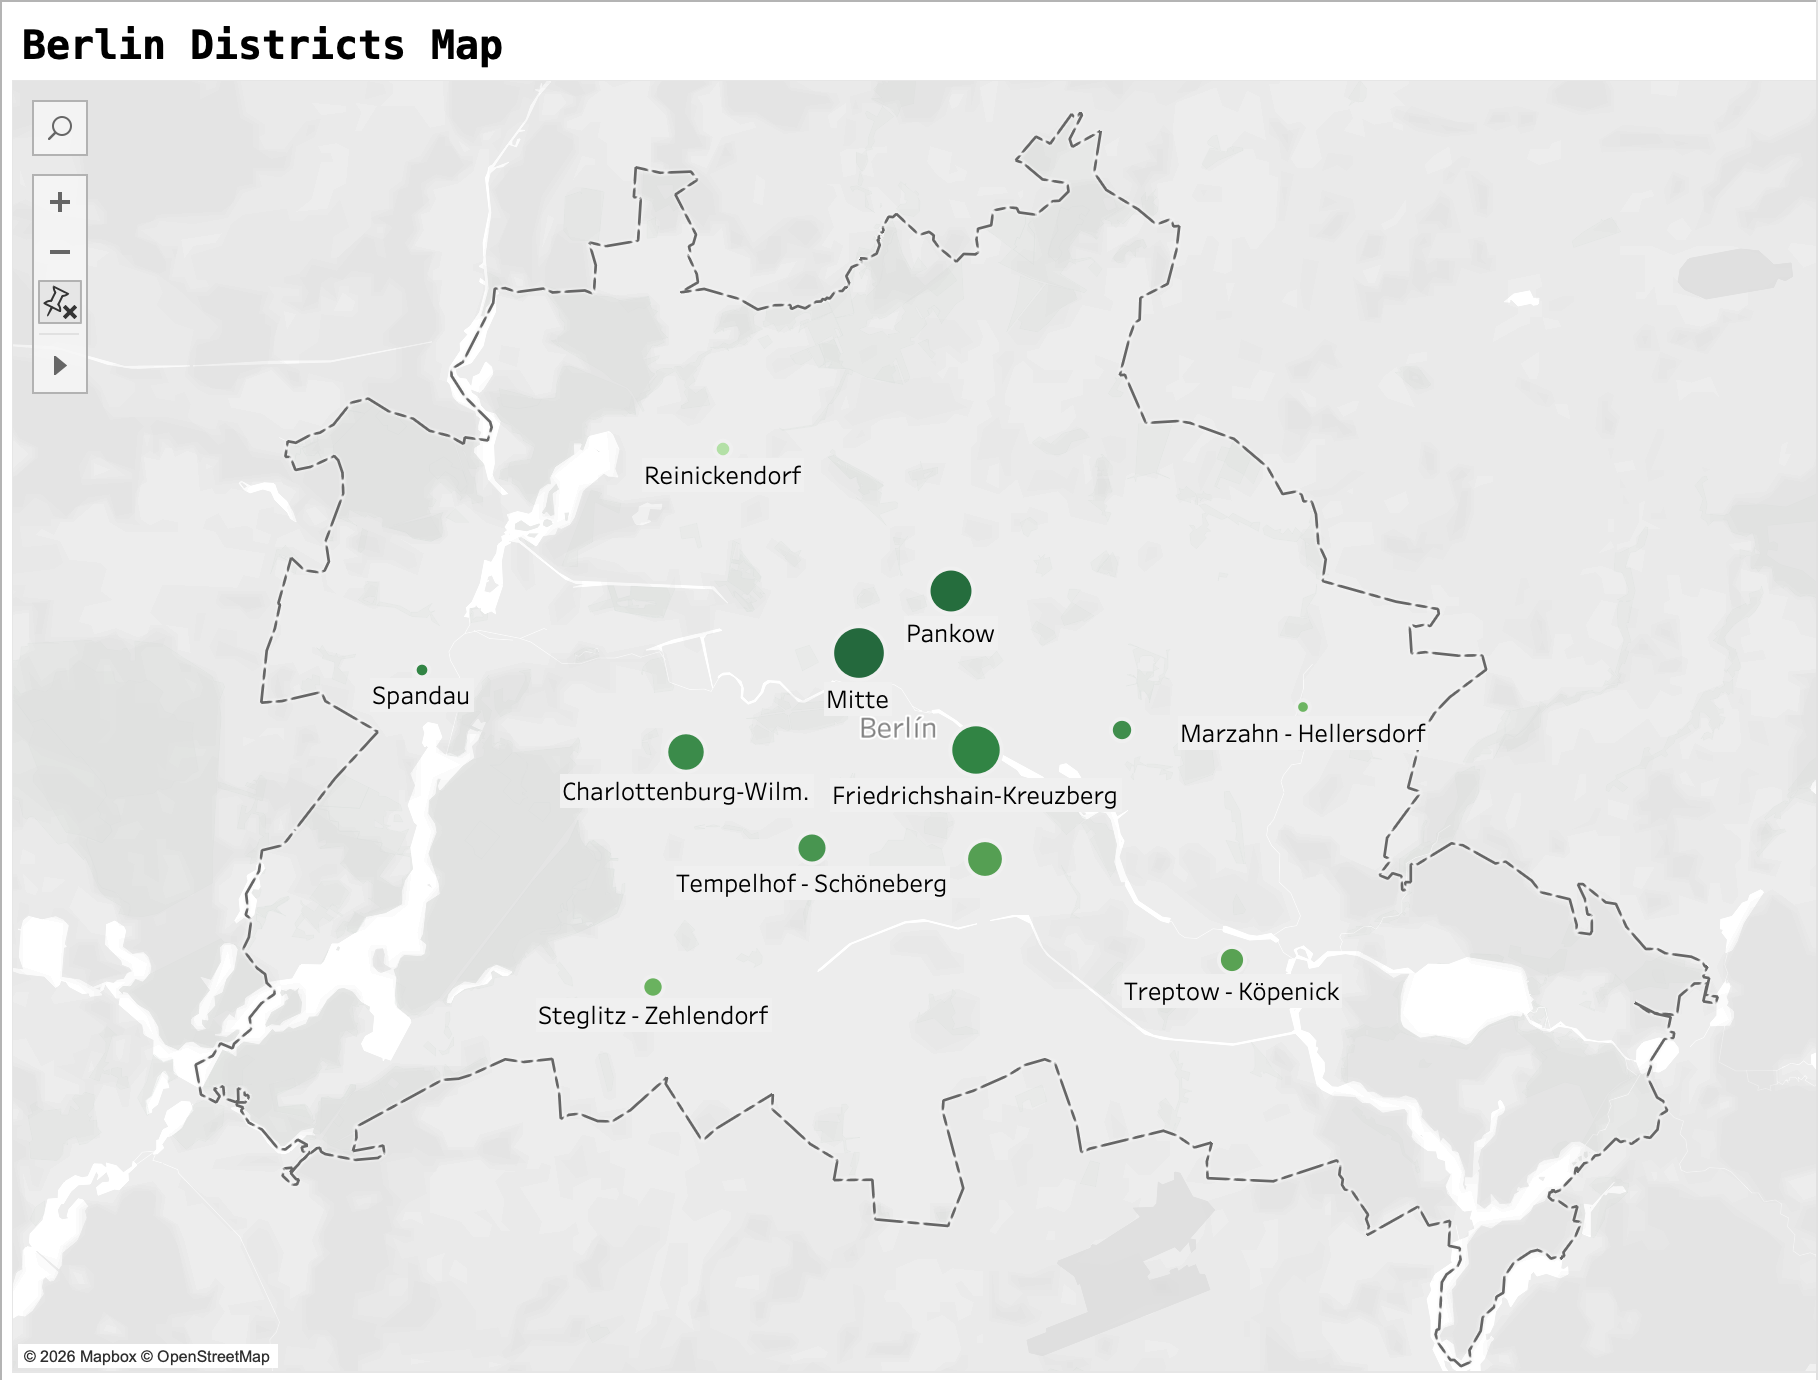 Berlin Districts Map
Reinickendorf
Pankow
Spandau
Mitte
Berlín
Marzahn - Hellersdorf
Charlottenburg-Wilm.
Friedrichshain-Kreuzberg
Tempelhof - Schöneberg
Treptow - Köpenick
Steglitz - Zehlendorf
© 2026 Mapbox © OpenStreetMap